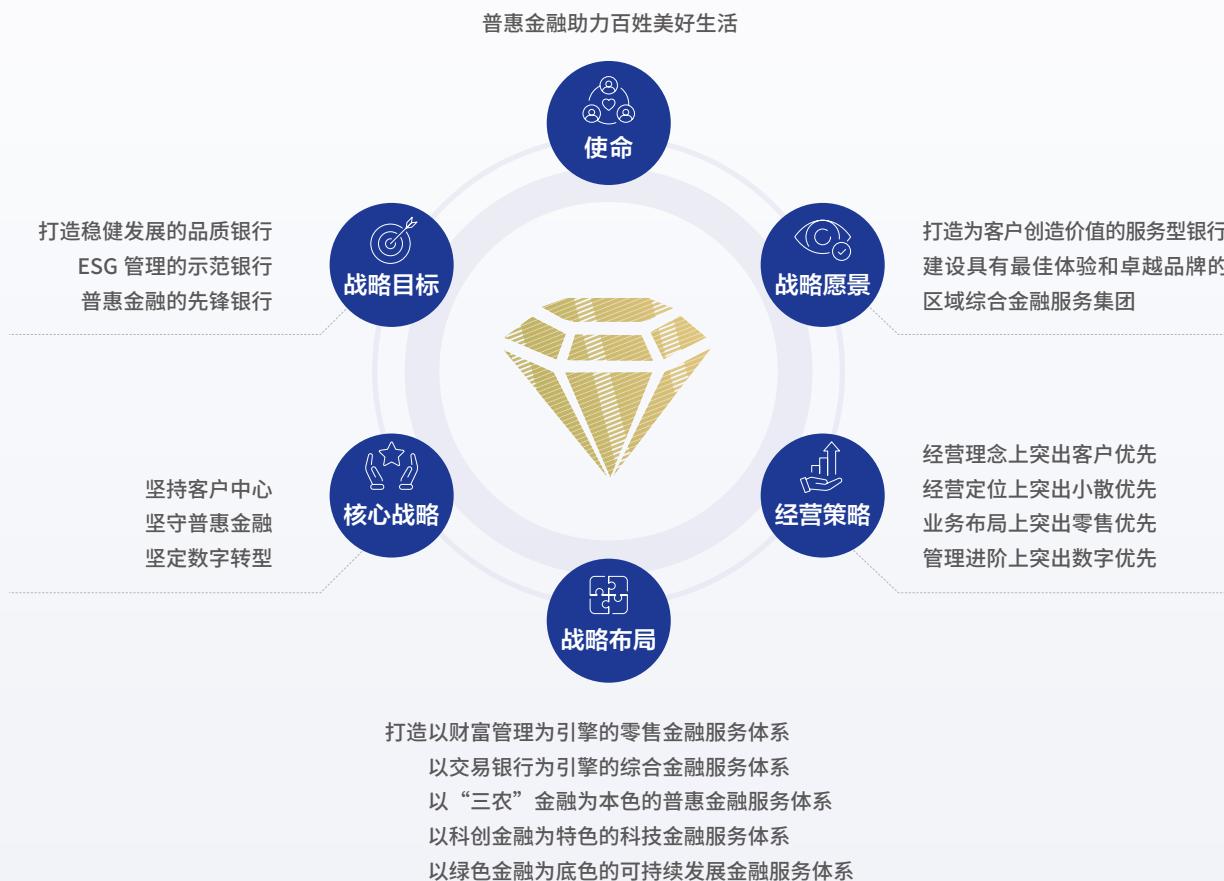 普惠金融助力百姓美好生活
使命
打造稳健发展的品质银行
ESG 管理的示范银行
普惠金融的先锋银行
战略目标
战略愿景
打造为客户创造价值的服务型银行
建设具有最佳体验和卓越品牌的
区域综合金融服务集团
坚持客户中心
坚守普惠金融
坚定数字转型
核心战略
经营策略
经营理念上突出客户优先
经营定位上突出小散优先
业务布局上突出零售优先
管理进阶上突出数字优先
战略布局
打造以财富管理为引擎的零售金融服务体系
以交易银行为引擎的综合金融服务体系
以“三农”金融为本色的普惠金融服务体系
以科创金融为特色的科技金融服务体系
以绿色金融为底色的可持续发展金融服务体系